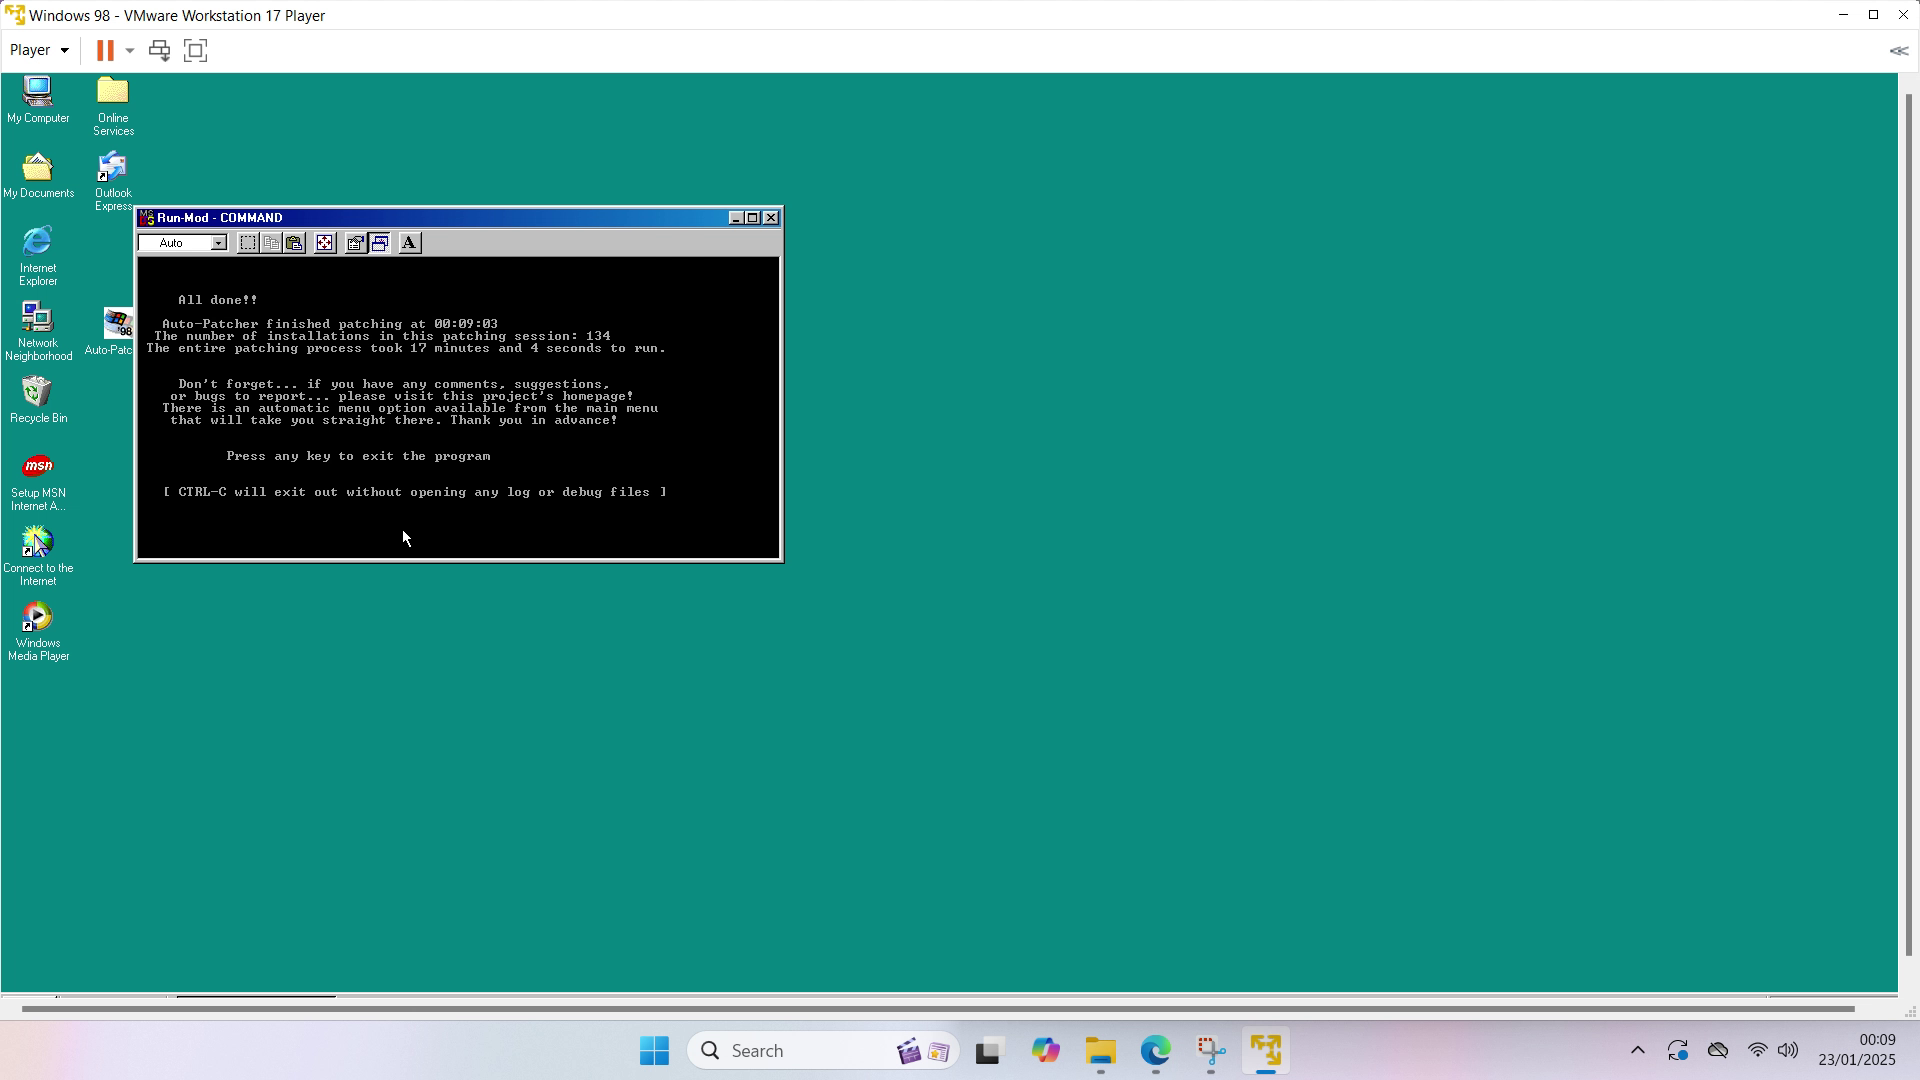 Windows 98 - VMware Workstation 17 Player
Player
My Computer
Online
Services
My Documents
Outlook
Express
Internet
Explorer
Network
Neighborhood
'98
Auto-Patc
Recycle Bin
msn
Setup MSN
Internet A...
Connect to the
Internet
Windows
Media Player
Run-Mod - COMMAND
Auto
A
All done!!
Auto-Patcher finished patching at 00:09:03
The number of installations in this patching session: 134
The entire patching process took 17 minutes and 4 seconds to run.
Don't forget... if you have any comments, suggestions,
or bugs to report... please visit this project's homepage!
There is an automatic menu option available from the main menu
that will take you straight there. Thank you in advance!
Press any key to exit the program
[ CTRL-C will exit out without opening any log or debug files ]
Search
00:09
23/01/2025